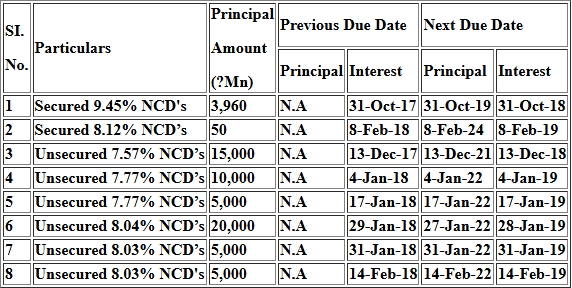 SI. No. Particulars Principal Amount (?Mn) Previous Due Date Next Due Date
Principal Interest Principal Interest
1 Secured 9.45% NCD's 3,960 N.A 31-Oct-17 31-Oct-19 31-Oct-18
2 Secured 8.12% NCD’s 50 N.A 8-Feb-18 8-Feb-24 8-Feb-19
3 Unsecured 7.57% NCD’s 15,000 N.A 13-Dec-17 13-Dec-21 13-Dec-18
4 Unsecured 7.77% NCD’s 10,000 N.A 4-Jan-18 4-Jan-22 4-Jan-19
5 Unsecured 7.77% NCD’s 5,000 N.A 17-Jan-18 17-Jan-22 17-Jan-19
6 Unsecured 8.04% NCD’s 20,000 N.A 29-Jan-18 27-Jan-22 28-Jan-19
7 Unsecured 8.03% NCD’s 5,000 N.A 31-Jan-18 31-Jan-22 31-Jan-19
8 Unsecured 8.03% NCD's 5,000 N.A 14-Feb-18 14-Feb-22 14-Feb-19